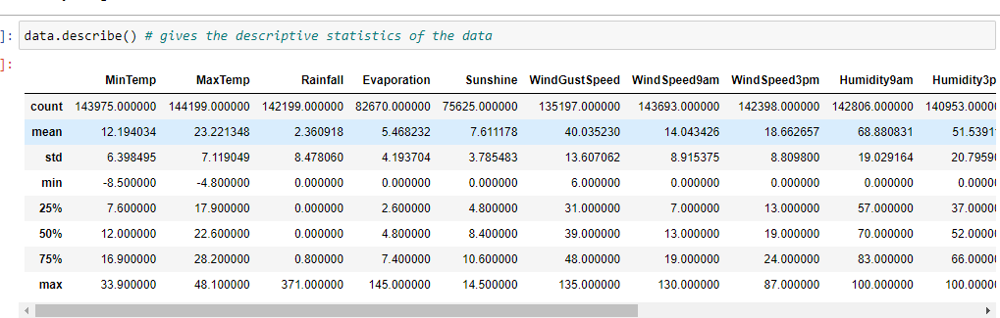 ]: data.describe() # gives the descriptive statistics of the data
]:
MinTemp MaxTemp Rainfall Evaporation Sunshine WindGustSpeed WindSpeed9am WindSpeed3pm Humidity9am Humidity3p
count 143975.000000 144199.000000 142199.000000 82670.000000 75625.000000 135197.000000 143693.000000 142398.000000 142806.000000 140953.0000
mean 12.194034 23.221348 2.360918 5.468232 7.611178 40.035230 14.043426 18.662657 68.880831 51.5391
std 6.398495 7.119049 8.478060 4.193704 3.785483 13.607062 8.915375 8.809800 19.029164 20.7959
min -8.500000 -4.800000 0.000000 0.000000 0.000000 6.000000 0.000000 0.000000 0.000000 0.0000
25% 7.600000 17.900000 0.000000 2.600000 4.800000 31.000000 7.000000 13.000000 57.000000 37.0000
50% 12.000000 22.600000 0.000000 4.800000 8.400000 39.000000 13.000000 19.000000 70.000000 52.0000
75% 16.900000 28.200000 0.800000 7.400000 10.600000 48.000000 19.000000 24.000000 83.000000 66.0000
max 33.900000 48.100000 371.000000 145.000000 14.500000 135.000000 130.000000 87.000000 100.000000 100.0000